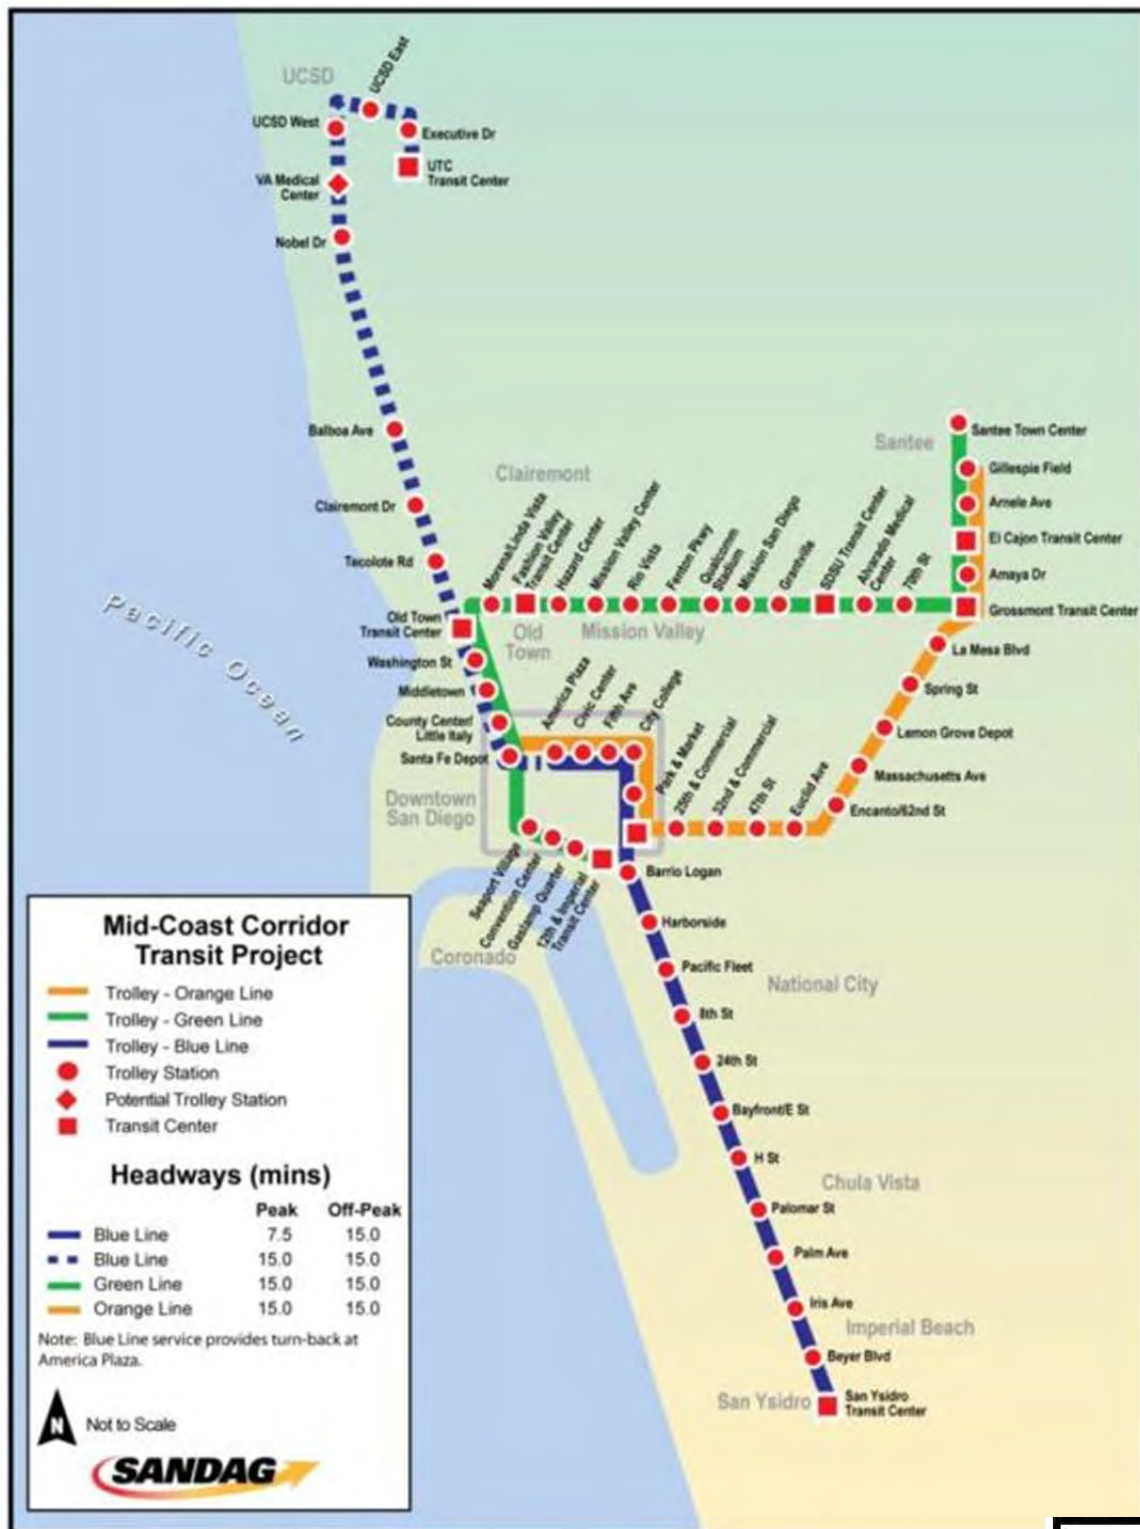 UCSD
UCSD East
UCSD West
Executive Dr
UTC
Transit Center
VA Medical
Center
Nobel Dr
Balboa Ave
Santee Town Center
Santee
Gillespie Field
Clairemont
Arnele Ave
Clairemont Dr
El Cajon Transit Center
Tecolote Rd
Amaya Dr
Morena/Linda Vista
Fashion Valley
Transit Center
Hazard Center
Mission Valley Center
Rio Vista
Fenton Pkwy
Qualcomm
Stadium
Mission San Diego
Grantville
SDSU Transit Center
Alvarado Medical
Center
70th St
Grossmont Transit Center
Old Town
Transit Center
Old
Town
Mission Valley
Pacific Ocean
Washington St
La Mesa Blvd
Middletown
Spring St
County Center/
Little Italy
Santa Fe Depot
America Plaza
Civic Center
Fifth Ave
City College
Park & Market
25th & Commercial
32nd & Commercial
47th St
Euclid Ave
Lemon Grove Depot
Massachusetts Ave
Encanto/62nd St
Downtown
San Diego
Seaport Village
Convention Center
Gaslamp Quarter
12th & Imperial
Transit Center
Barrio Logan
Harborside
Coronado
Pacific Fleet
National City
8th St
24th St
Bayfront/E St
H St
Chula Vista
Palomar St
Palm Ave
Iris Ave
Imperial Beach
Beyer Blvd
San Ysidro
San Ysidro
Transit Center
Mid-Coast Corridor
Transit Project
Trolley - Orange Line
Trolley - Green Line
Trolley - Blue Line
Trolley Station
Potential Trolley Station
Transit Center
Headways (mins)
Peak Off-Peak
Blue Line 7.5 15.0
Blue Line 15.0 15.0
Green Line 15.0 15.0
Orange Line 15.0 15.0
Note: Blue Line service provides turn-back at
America Plaza.
N
Not to Scale
SANDAG